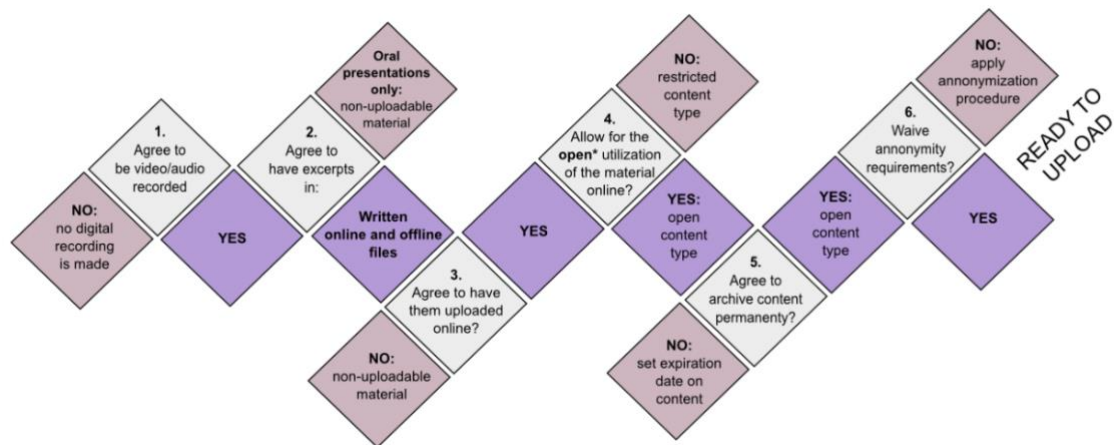 1.
Agree to
be video/audio
recorded
NO:
no digital
recording
is made
YES
2.
Agree to
have excerpts
in:
Oral
presentations
only:
non-uploadable
material
Written
online and offline
files
3.
Agree to have
them uploaded
online?
NO:
non-uploadable
material
YES
4.
Allow for the
open* utilization
of the material
online?
NO:
restricted
content
type
YES:
open
content
type
5.
Agree to
archive content
permanenty?
NO:
set expiration
date on
content
YES:
open
content
type
6.
Waive
annonymity
requirements?
NO:
apply
annonymization
procedure
YES
READY TO
UPLOAD